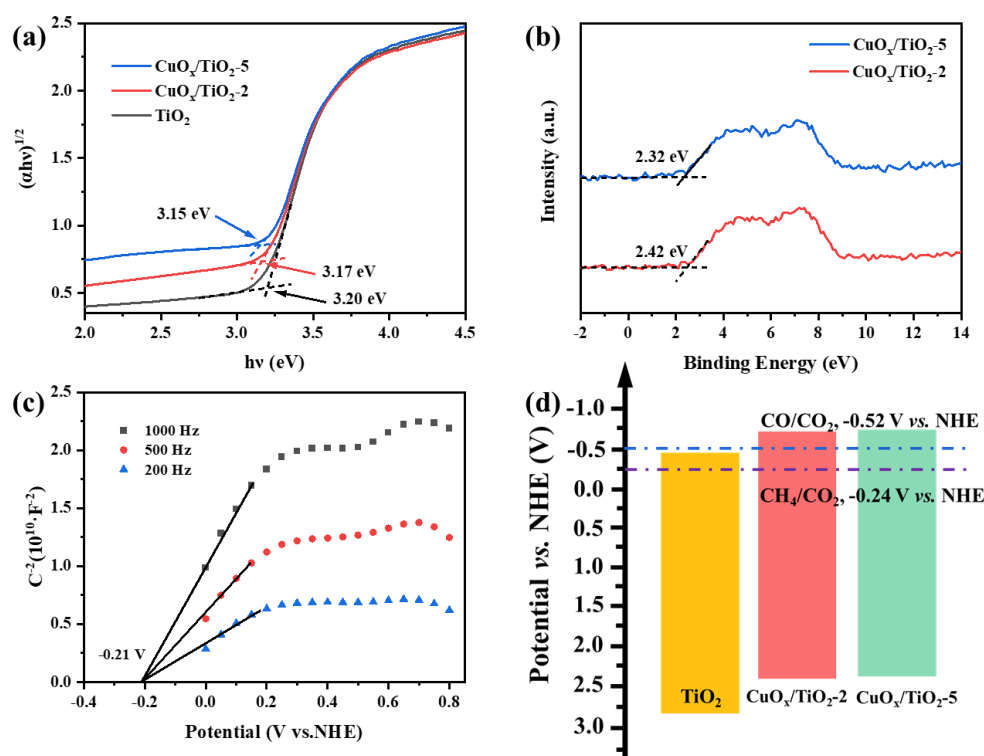 (a)
CuOₓ/TiO₂-5
CuOₓ/TiO₂-2
TiO₂
3.15 eV
3.17 eV
3.20 eV
(αhν)¹/²
2.5
2.0
1.5
1.0
0.5
2.0 2.5 3.0 3.5 4.0 4.5
hν (eV)
(b)
CuOₓ/TiO₂-5
CuOₓ/TiO₂-2
2.32 eV
2.42 eV
Intensity (a.u.)
-2 0 2 4 6 8 10 12 14
Binding Energy (eV)
(c)
1000 Hz
500 Hz
200 Hz
-0.21 V
C⁻²(10¹⁰·F⁻²)
2.5
2.0
1.5
1.0
0.5
0.0
-0.4 -0.2 0.0 0.2 0.4 0.6 0.8
Potential (V vs.NHE)
(d)
Potential vs. NHE (V)
-1.0
-0.5
0.0
0.5
1.0
1.5
2.0
2.5
3.0
CO/CO₂, -0.52 V vs. NHE
CH₄/CO₂, -0.24 V vs. NHE
TiO₂
CuOₓ/TiO₂-2
CuOₓ/TiO₂-5